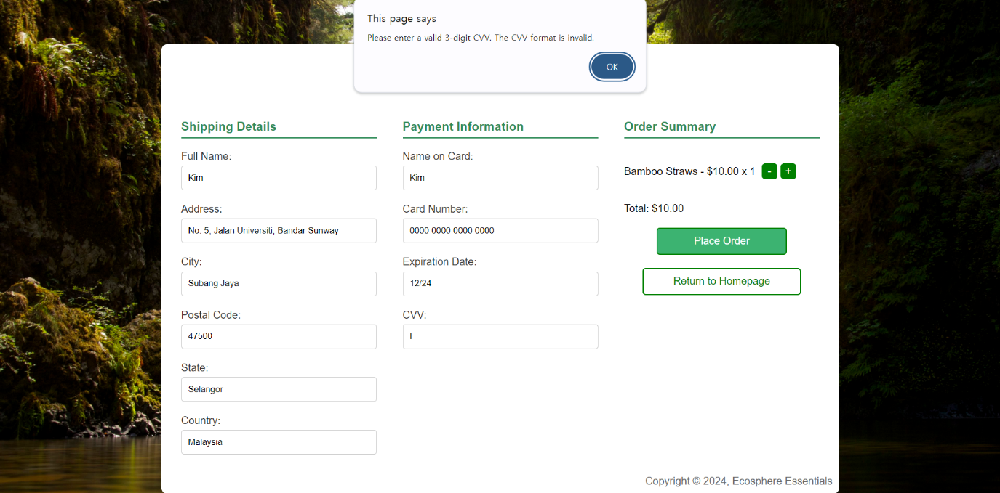 This page says
Please enter a valid 3-digit CVV. The CVV format is invalid.
OK
Shipping Details
Full Name:
Kim
Address:
No. 5, Jalan Universiti, Bandar Sunway
City:
Subang Jaya
Postal Code:
47500
State:
Selangor
Country:
Malaysia
Payment Information
Name on Card:
Kim
Card Number:
0000 0000 0000 0000
Expiration Date:
12/24
CVV:
!
Order Summary
Bamboo Straws - $10.00 x 1 - +
Total: $10.00
Place Order
Return to Homepage
Copyright © 2024, Ecosphere Essentials